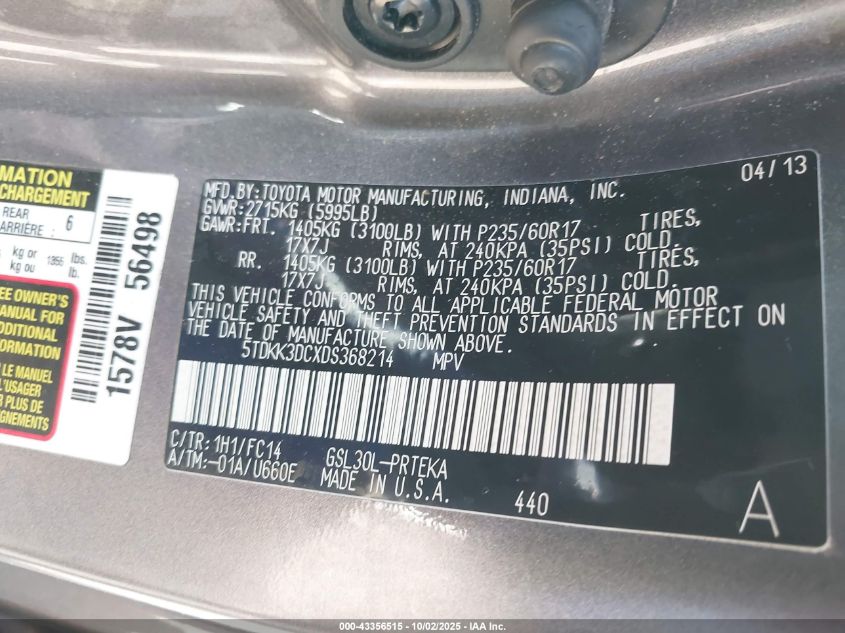 MATION
CHARGEMENT
REAR
ARRIÈRE : 6
kg or 1356 lbs.
kg ou lb.
EE OWNER'S
MANUAL FOR
ADDITIONAL
INFORMATION
LE MANUEL
L'USAGER
R PLUS DE
IGNEMENTS
1578V 56498
04/13
MFD.BY:TOYOTA MOTOR MANUFACTURING, INDIANA, INC.
GVWR:2715KG (5995LB)
GAWR:FRT. 1405KG (3100LB) WITH P235/60R17 TIRES,
17X7J RIMS, AT 240KPA (35PSI) COLD.
RR. 1405KG (3100LB) WITH P235/60R17 TIRES,
17X7J RIMS, AT 240KPA (35PSI) COLD.
THIS VEHICLE CONFORMS TO ALL APPLICABLE FEDERAL MOTOR
VEHICLE SAFETY AND THEFT PREVENTION STANDARDS IN EFFECT ON
THE DATE OF MANUFACTURE SHOWN ABOVE.
5TDKK3DCXDS368214 MPV
C/TR:1H1/FC14 GSL30L-PRTEKA
A/TM:-01A/U660E MADE IN U.S.A.
440
A
000-43356515 - 10/02/2025 - IAA Inc.